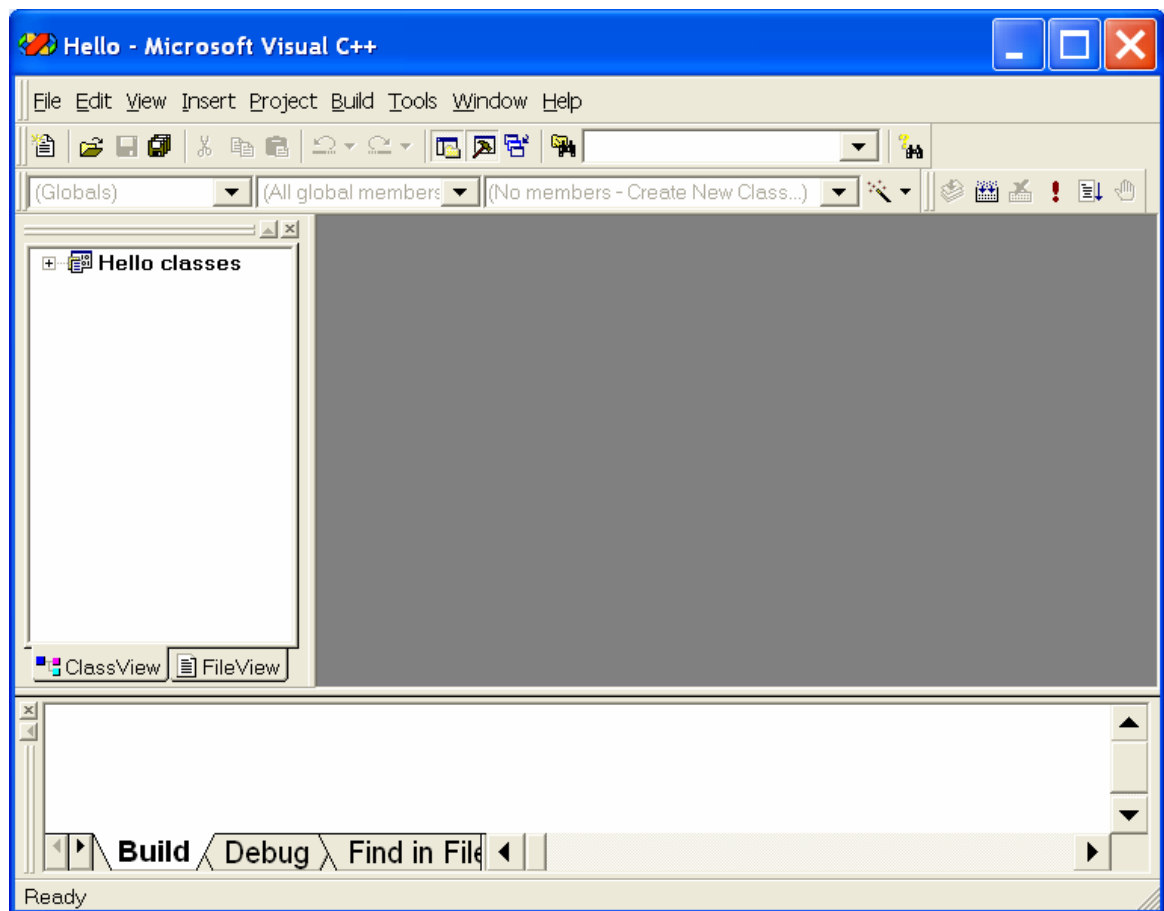 Hello - Microsoft Visual C++
File Edit View Insert Project Build Tools Window Help
(Globals) (All global members (No members - Create New Class...)
Hello classes
ClassView FileView
Build Debug Find in File
Ready